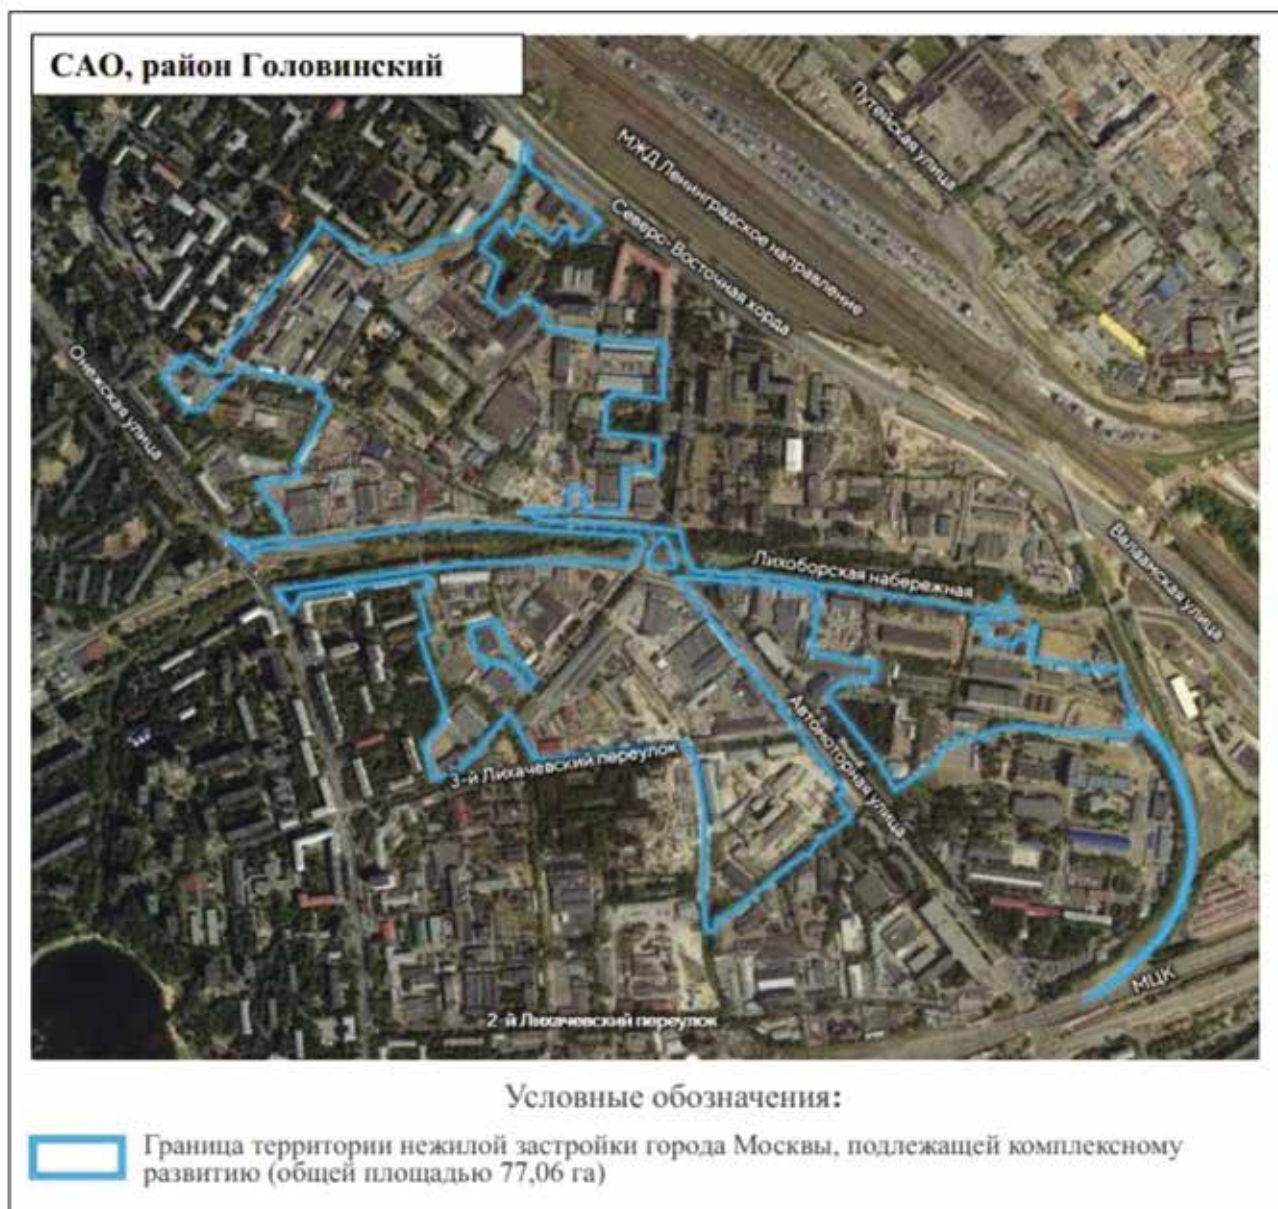 САО, район Головинский
Путейская улица
МЖД Ленинградское направление
Северо-Восточная хорда
Онежская улица
Валаамская улица
Лихоборская набережная
Автомоторная улица
3-й Лихачевский переулок
МЦК
2-й Лихачевский переулок
Условные обозначения:
Граница территории нежилой застройки города Москвы, подлежащей комплексному
развитию (общей площадью 77,06 га)